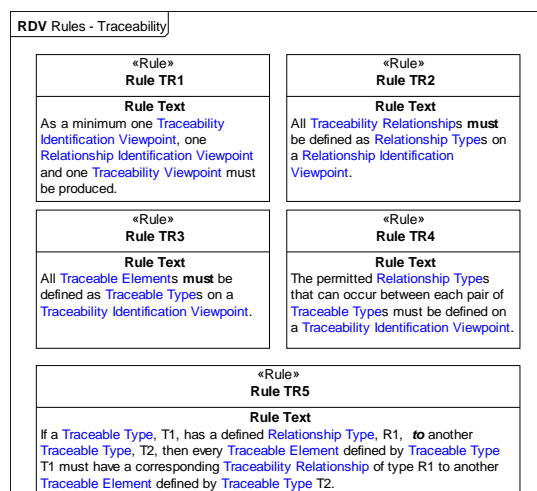 RDV Rules - Traceability
«Rule»
Rule TR1
Rule Text
As a minimum one Traceability
Identification Viewpoint, one
Relationship Identification Viewpoint
and one Traceability Viewpoint must
be produced.
«Rule»
Rule TR2
Rule Text
All Traceability Relationships must
be defined as Relationship Types on
a Relationship Identification
Viewpoint.
«Rule»
Rule TR3
Rule Text
All Traceable Elements must be
defined as Traceable Types on a
Traceability Identification Viewpoint.
«Rule»
Rule TR4
Rule Text
The permitted Relationship Types
that can occur between each pair of
Traceable Types must be defined on
a Traceability Identification Viewpoint.
«Rule»
Rule TR5
Rule Text
If a Traceable Type, T1, has a defined Relationship Type, R1, to another
Traceable Type, T2, then every Traceable Element defined by Traceable Type
T1 must have a corresponding Traceability Relationship of type R1 to another
Traceable Element defined by Traceable Type T2.